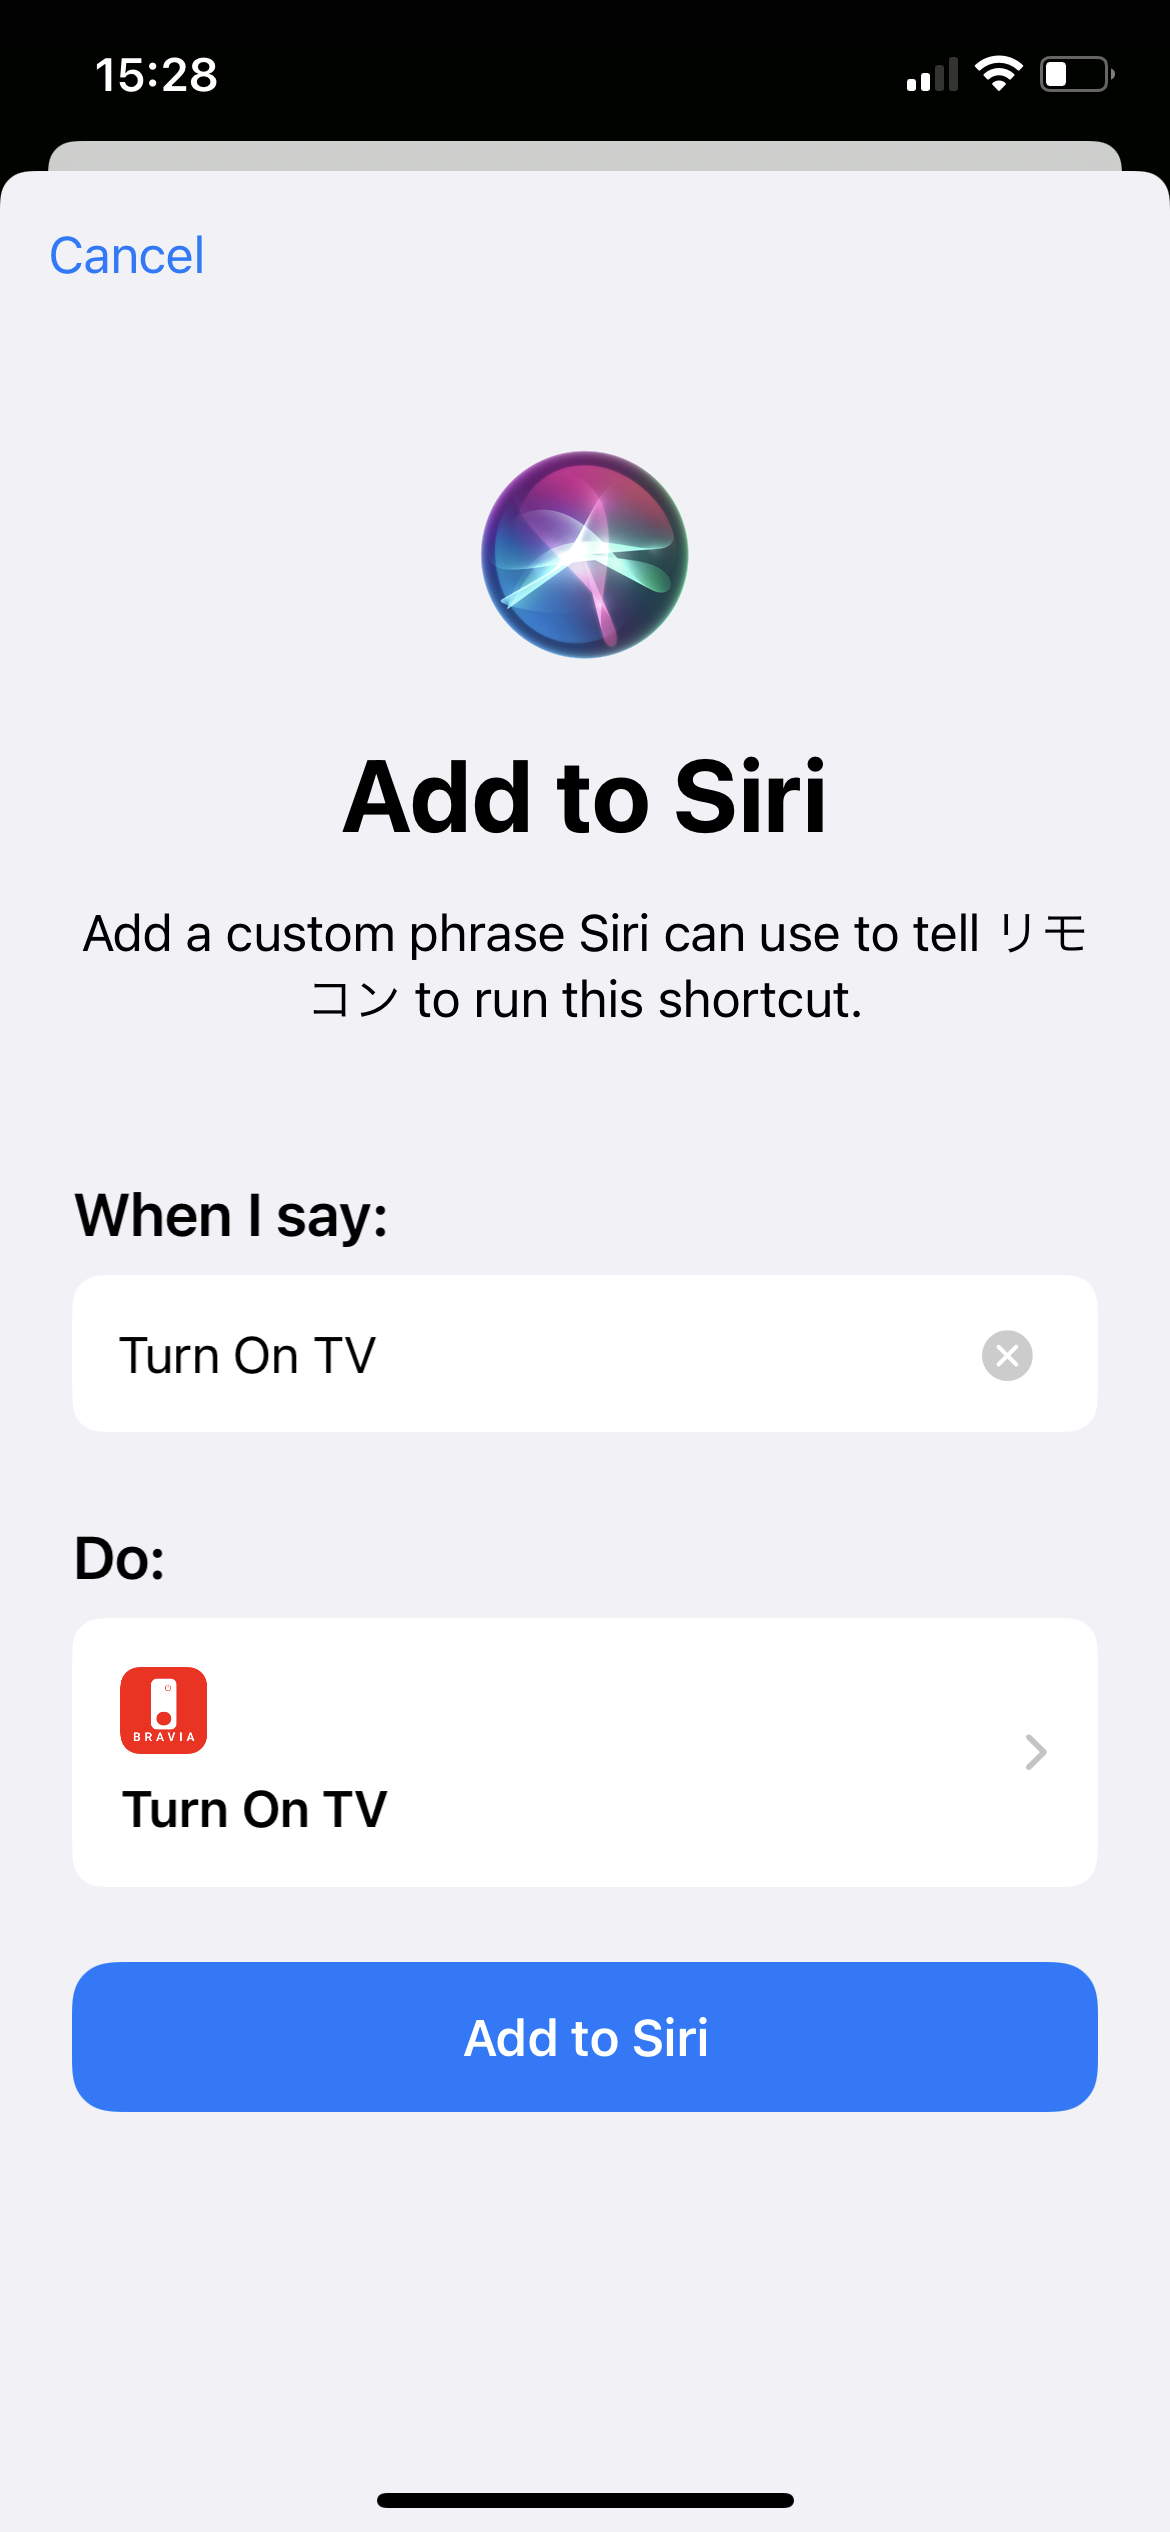 15:28
Cancel
Add to Siri
Add a custom phrase Siri can use to tell リモ
コン to run this shortcut.
When I say:
Turn On TV
Do:
BRAVIA
Turn On TV
Add to Siri